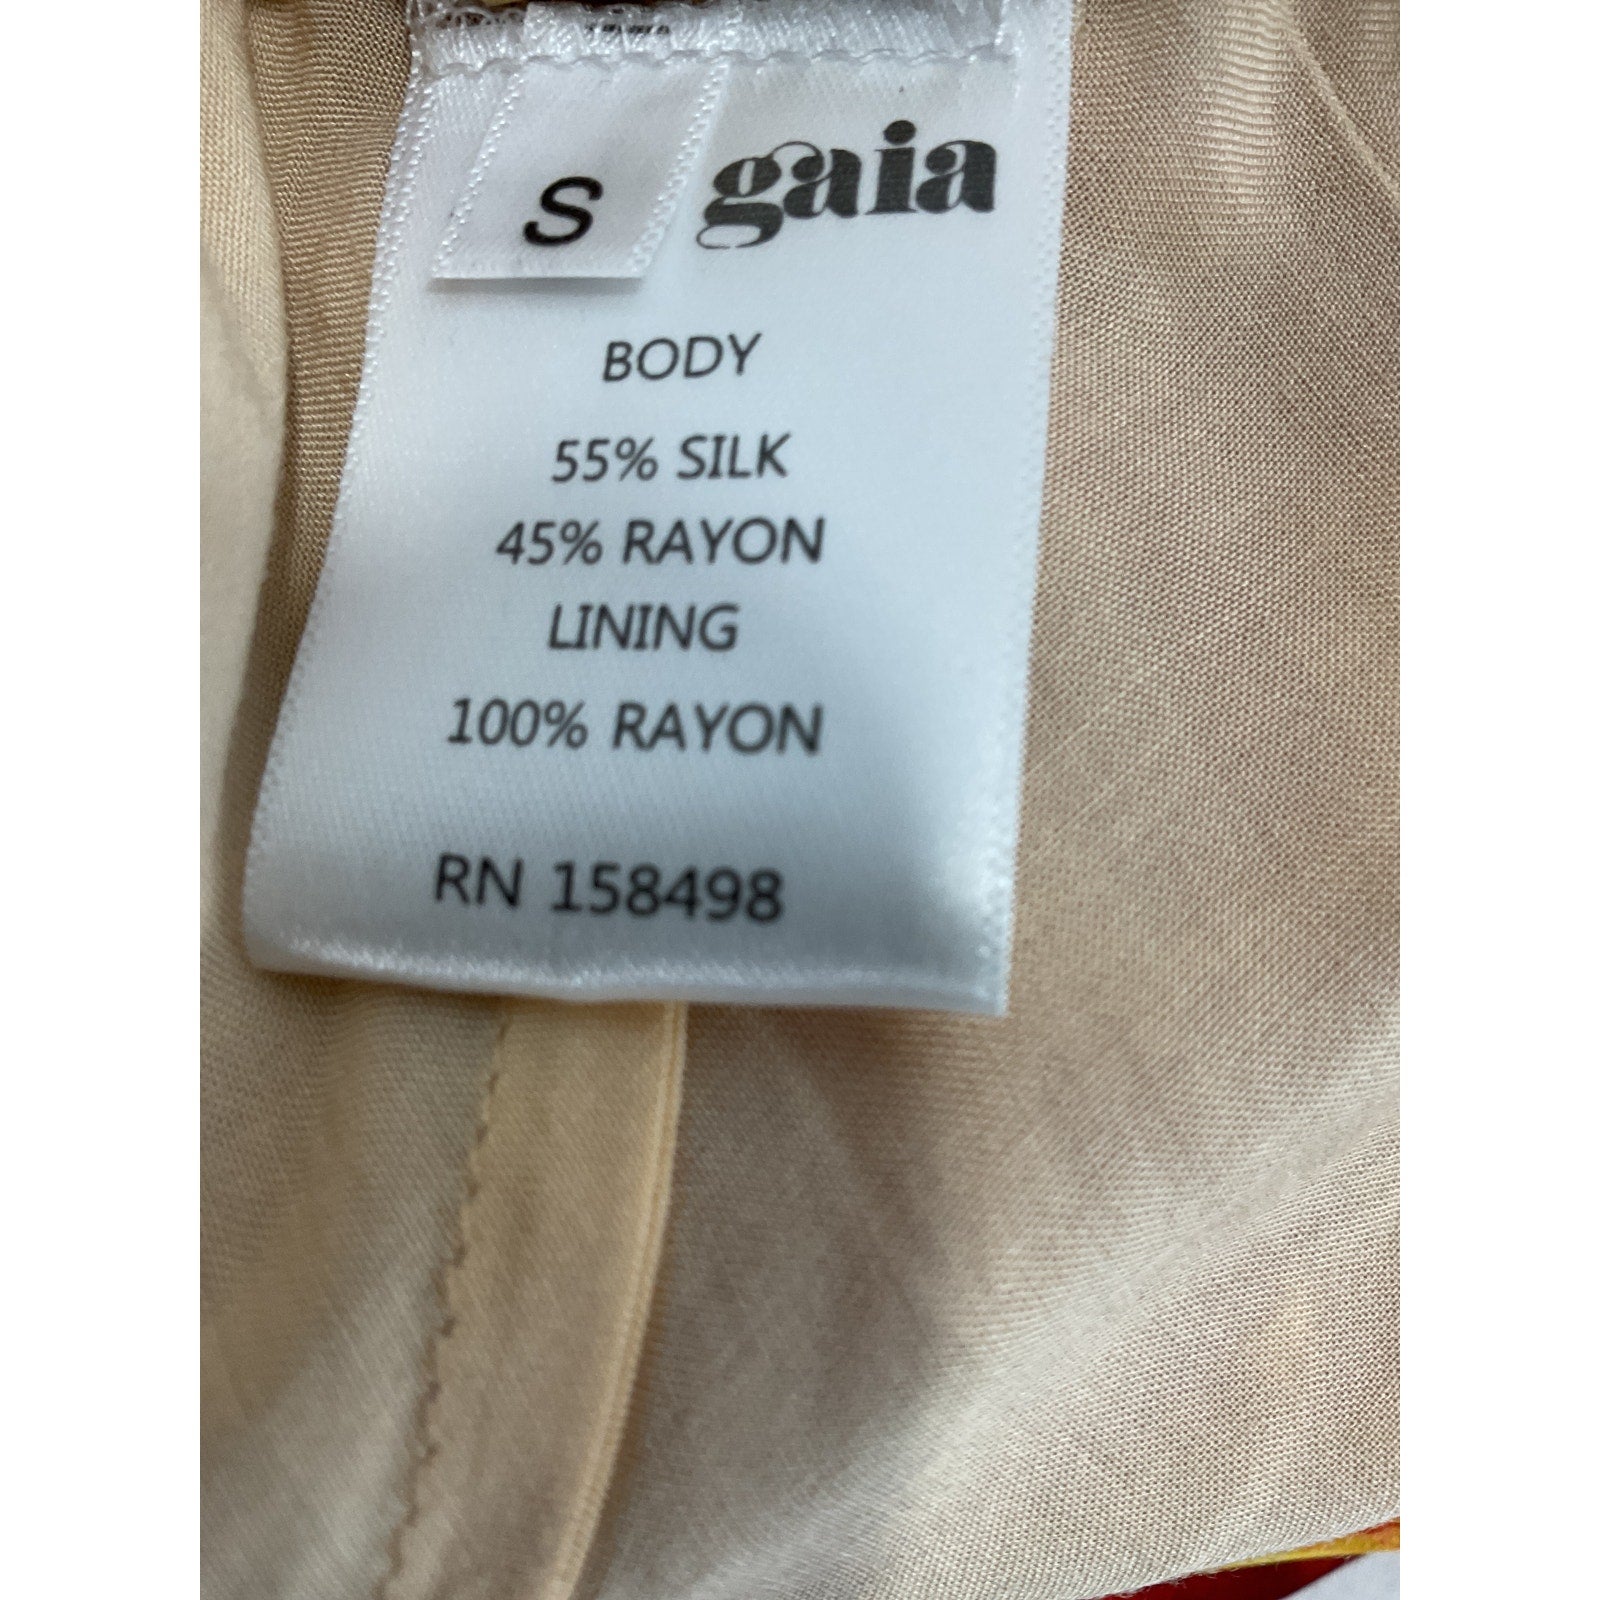 S
gaia
BODY
55% SILK
45% RAYON
LINING
100% RAYON
RN 158498